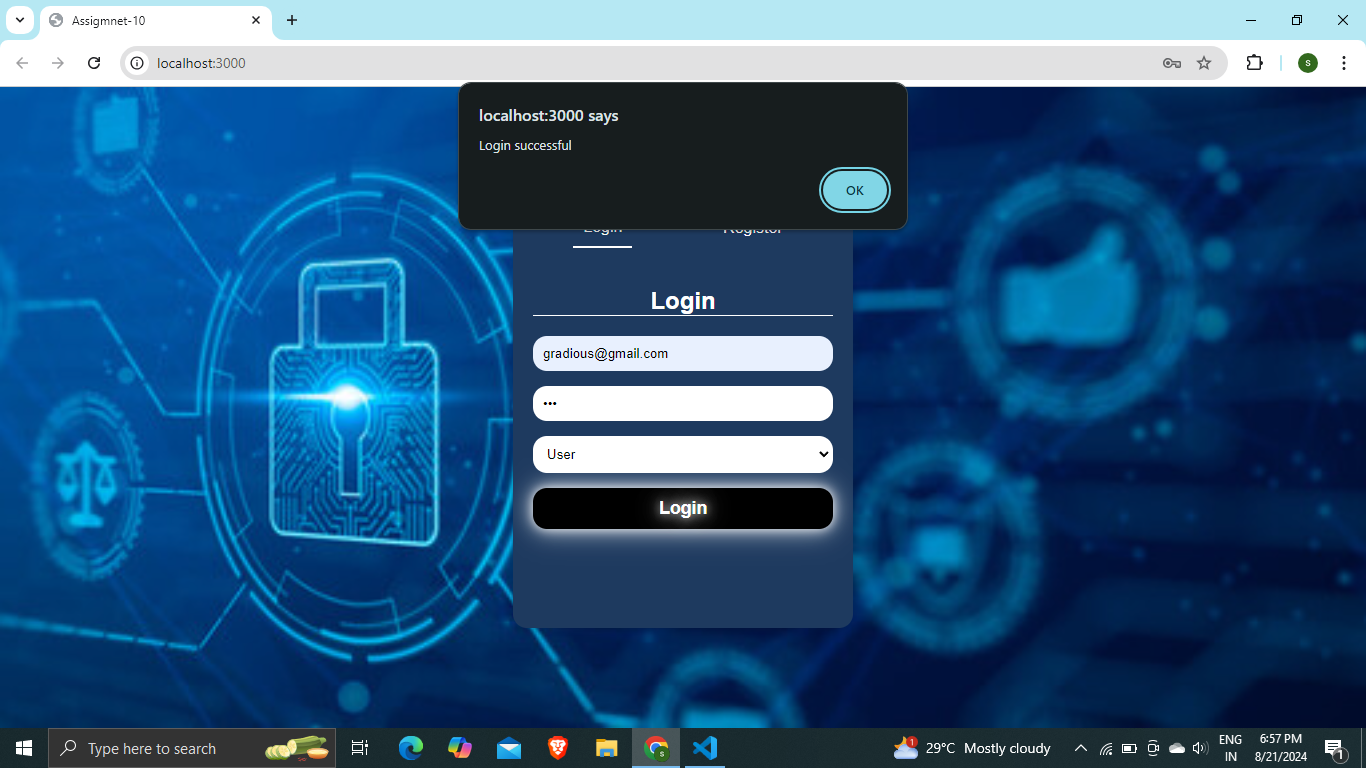 Assigmnet-10
localhost:3000
s
localhost:3000 says
Login successful
OK
Login
Register
Login
gradious@gmail.com
•••
User
Login
Type here to search
1
29°C Mostly cloudy
ENG
IN
6:57 PM
8/21/2024
1